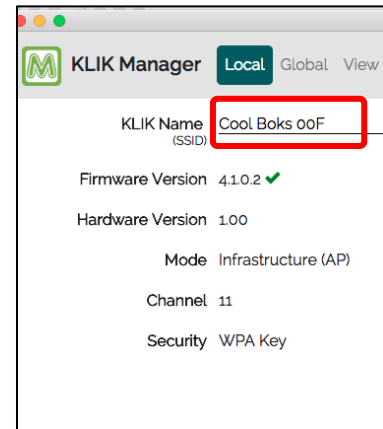 M KLIK Manager Local Global View
KLIK Name Cool Boks 00F
(SSID)
Firmware Version 4.1.0.2
Hardware Version 1.00
Mode Infrastructure (AP)
Channel 11
Security WPA Key